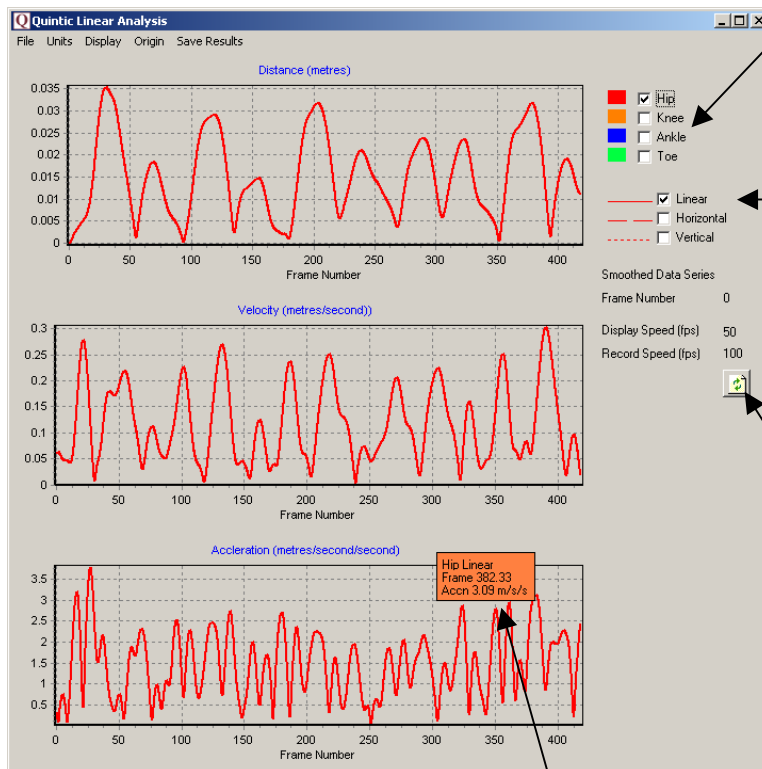 Quintic Linear Analysis
File Units Display Origin Save Results
Distance (metres)
0.035
0.03
0.025
0.02
0.015
0.01
0.005
0
0 50 100 150 200 250 300 350 400
Frame Number
Hip
Knee
Ankle
Toe
Linear
Horizontal
Vertical
Smoothed Data Series
Frame Number 0
Display Speed (fps) 50
Record Speed (fps) 100
Velocity (metres/second))
0.3
0.25
0.2
0.15
0.1
0.05
0
0 50 100 150 200 250 300 350 400
Frame Number
Accleration (metres/second/second)
Hip Linear
Frame 382.33
Accn 3.09 m/s/s
3.5
3
2.5
2
1.5
1
0.5
0 50 100 150 200 250 300 350 400
Frame Number